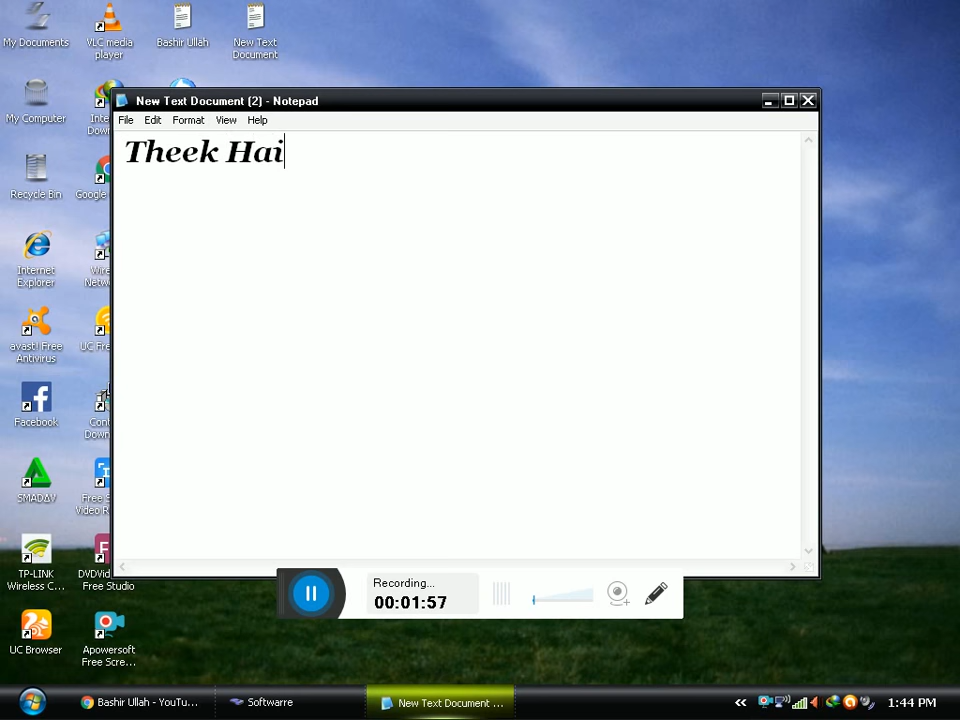 My Documents
VLC media
player
Bashir Ullah
New Text
Document
My Computer
Recycle Bin
Internet
Explorer
avast! Free
Antivirus
Facebook
SMADAV
TP-LINK
Wireless C...
UC Browser
Google
DVDVid
Free Studio
Apowersoft
Free Scre...
New Text Document (2) - Notepad
File Edit Format View Help
Theek Hai
Recording...
00:01:57
Bashir Ullah - YouTu...
Softwarre
New Text Document ...
<< 1:44 PM